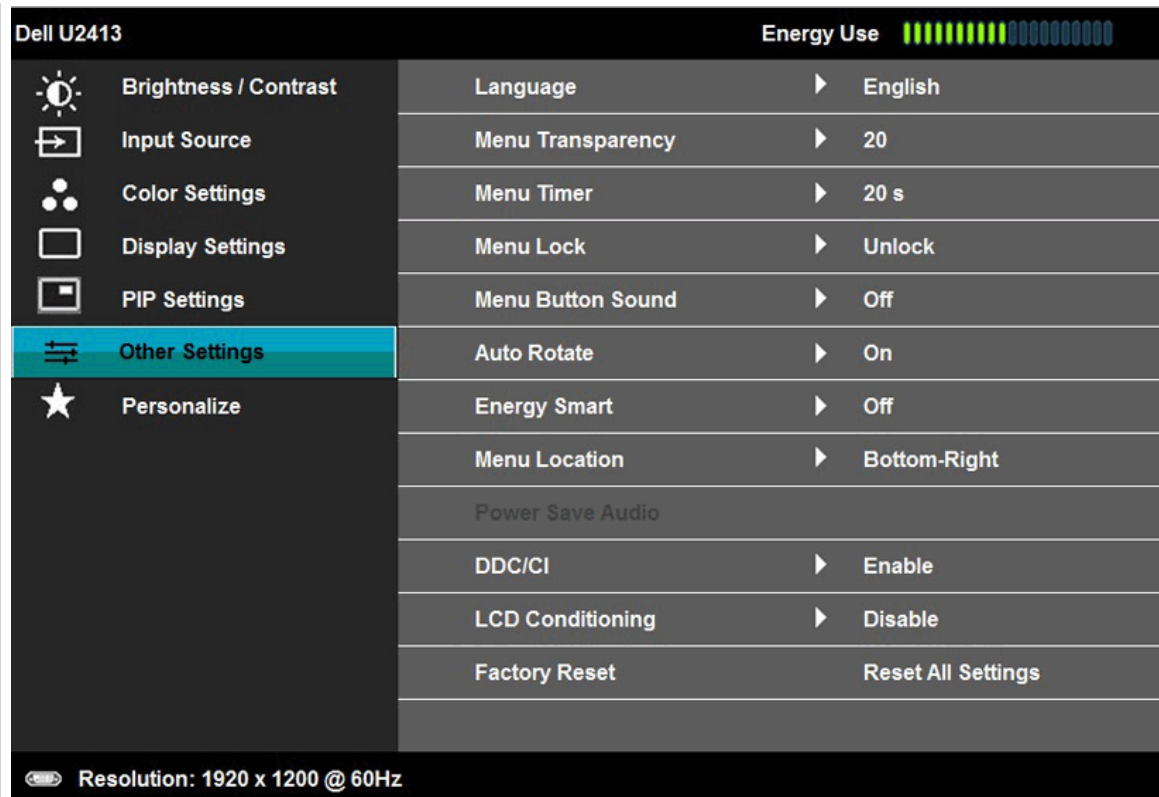 Dell U2413 Energy Use
Brightness / Contrast
Input Source
Color Settings
Display Settings
PIP Settings
Other Settings
Personalize
Language English
Menu Transparency 20
Menu Timer 20 s
Menu Lock Unlock
Menu Button Sound Off
Auto Rotate On
Energy Smart Off
Menu Location Bottom-Right
Power Save Audio
DDC/CI Enable
LCD Conditioning Disable
Factory Reset Reset All Settings
Resolution: 1920 x 1200 @ 60Hz